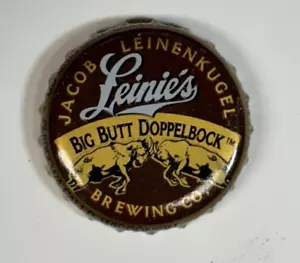 JACOB LEINENKUGEL
Leinie's
BIG BUTT DOPPELBOCK™
BREWING CO.